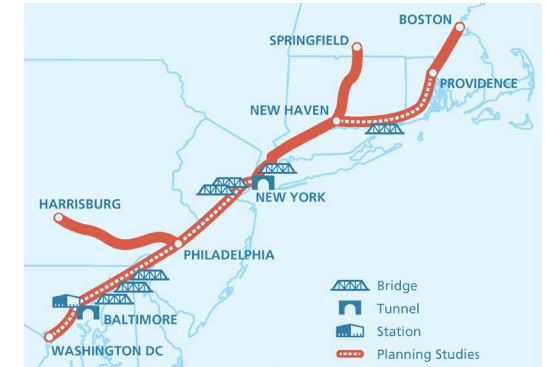 BOSTON
SPRINGFIELD
PROVIDENCE
NEW HAVEN
NEW YORK
HARRISBURG
PHILADELPHIA
BALTIMORE
WASHINGTON DC
Bridge
Tunnel
Station
Planning Studies